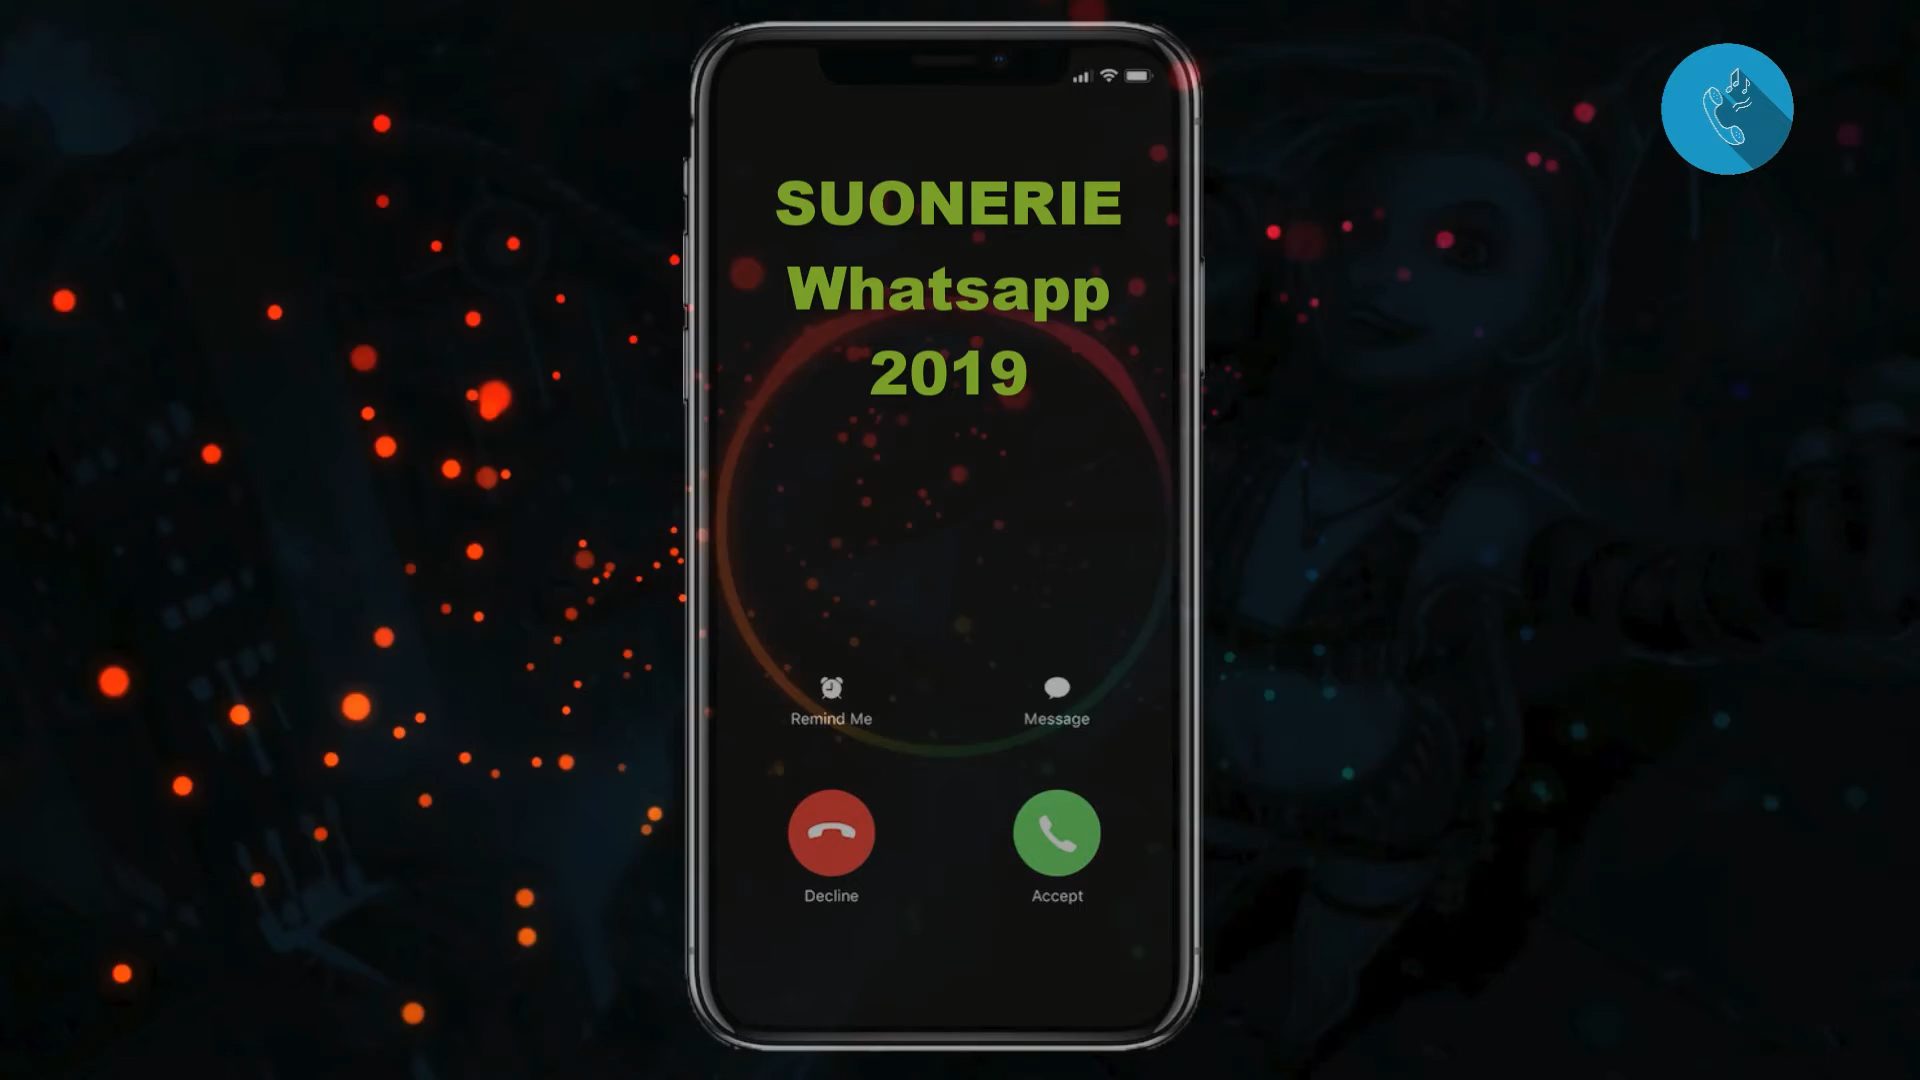 SUONERIE
Whatsapp
2019
Remind Me
Message
Decline
Accept